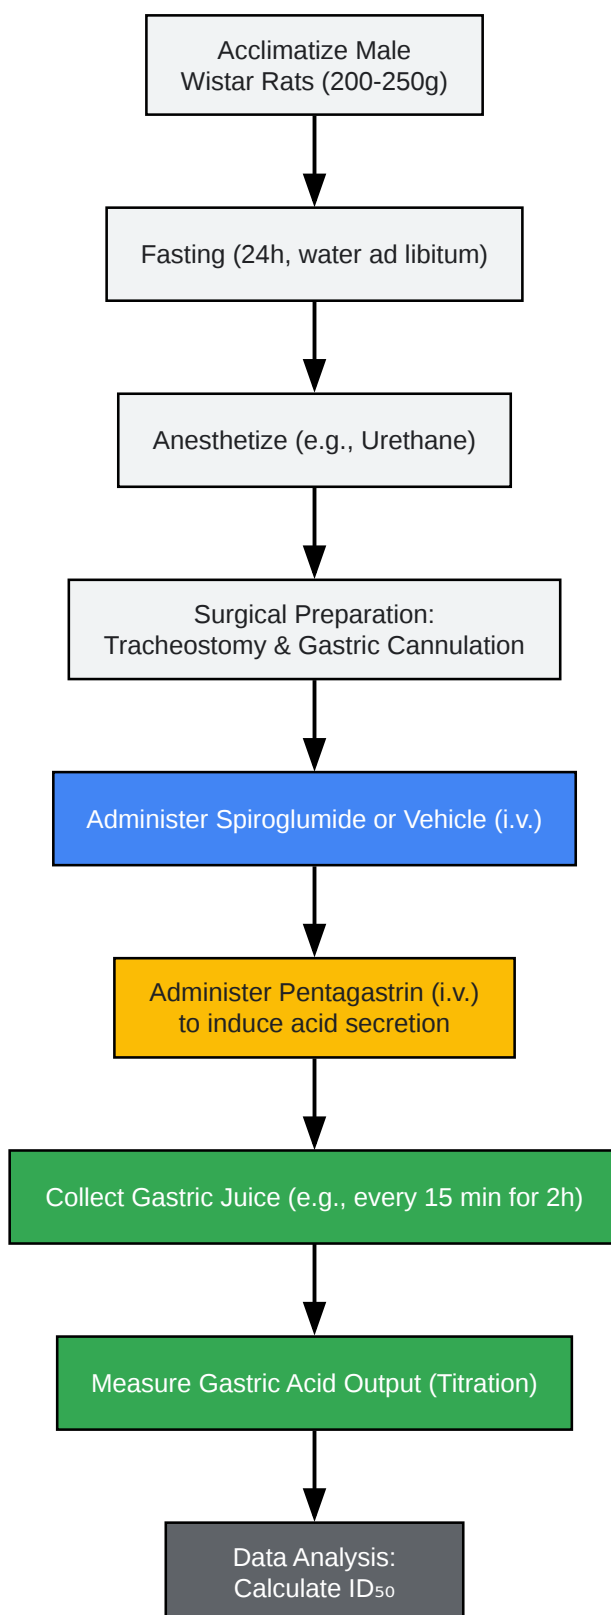 Acclimatize Male
Wistar Rats (200-250g)
Fasting (24h, water ad libitum)
Anesthetize (e.g., Urethane)
Surgical Preparation:
Tracheostomy & Gastric Cannulation
Administer Spiroglumide or Vehicle (i.v.)
Administer Pentagastrin (i.v.)
to induce acid secretion
Collect Gastric Juice (e.g., every 15 min for 2h)
Measure Gastric Acid Output (Titration)
Data Analysis:
Calculate ID₅₀